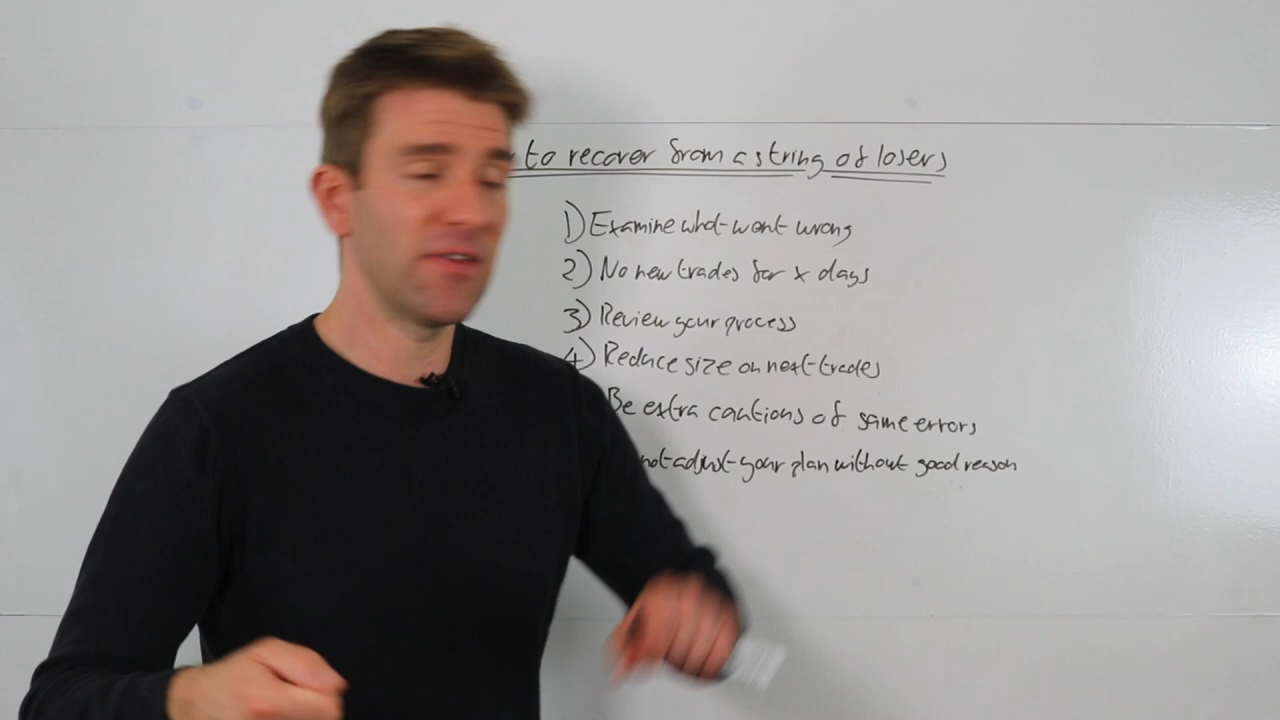 to recover from a string of losers
1) Examine what went wrong
2) No new trades for x days
3) Review your process
4) Reduce size on next trades
Be extra cautious of same errors
not adjust your plan without good reason